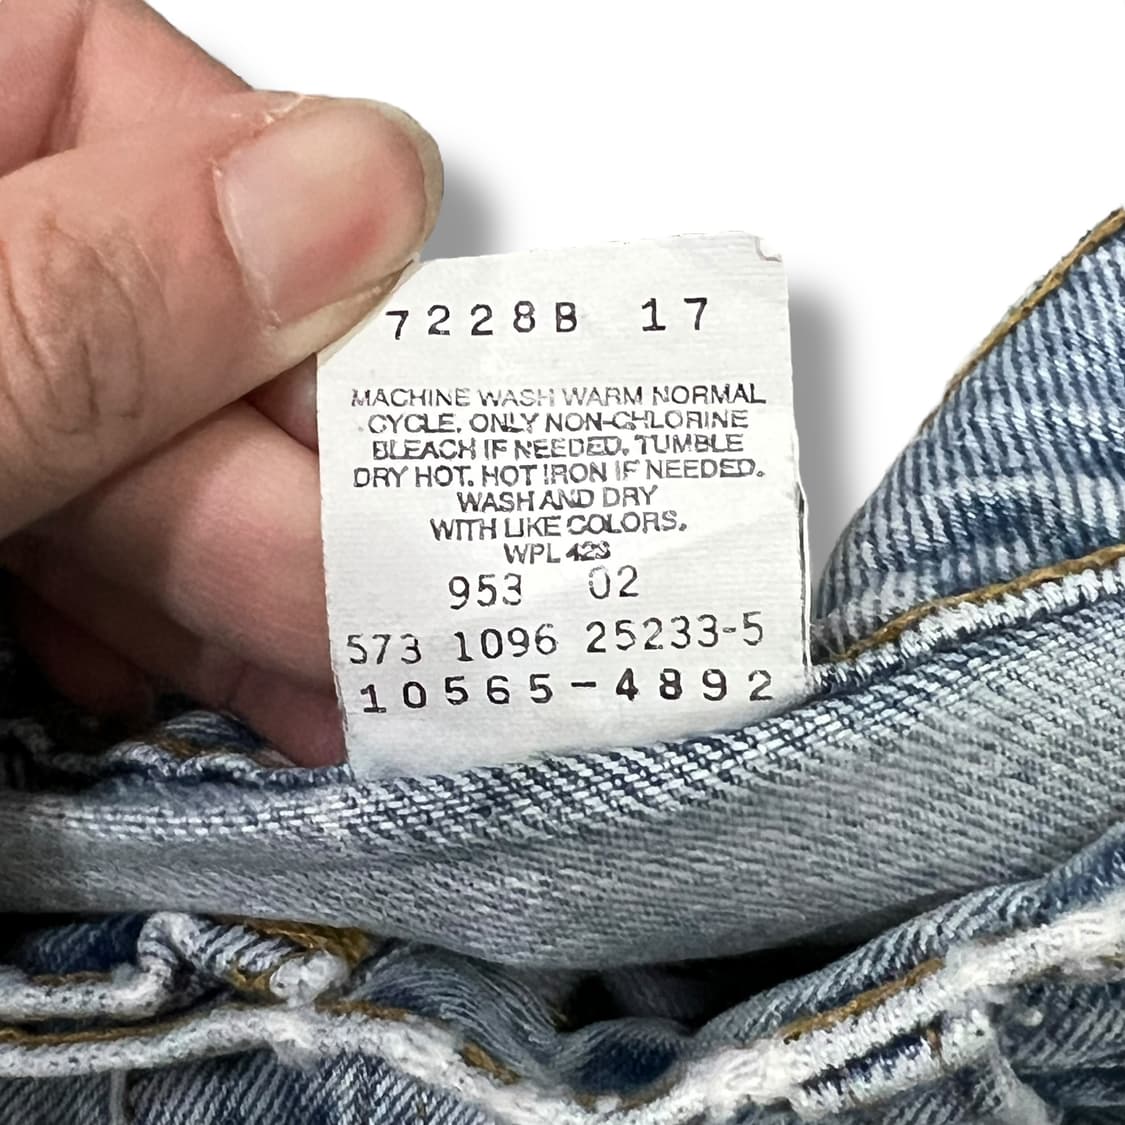 7228B 17
MACHINE WASH WARM NORMAL
CYCLE. ONLY NON-CHLORINE
BLEACH IF NEEDED. TUMBLE
DRY HOT. HOT IRON IF NEEDED.
WASH AND DRY
WITH LIKE COLORS.
WPL 423
953 02
573 1096 25233-5
10565-4892